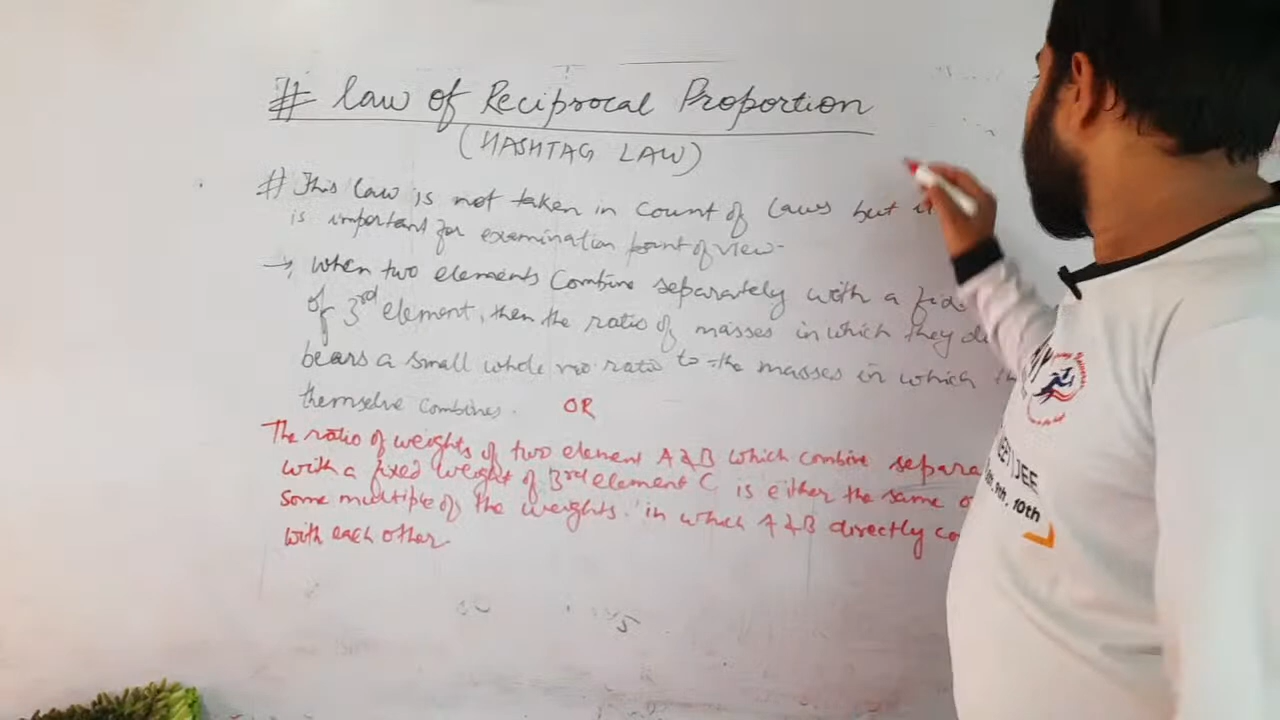 # Law of Reciprocal Proportion
(HASHTAG LAW)
# This law is not taken in count of laws but it
is important for examination point of view-
→ When two elements Combine separately with a
of 3rd element, then the ratio of masses in which they
bears a small whole no ratio to the masses in which
themselve combines.
OR
The ratio of weights of two element A & B which combine
with a fixed weight of 3rd element C is either the same
some multiple of the weights in which A & B directly
with each other.
JEE
9th, 10th